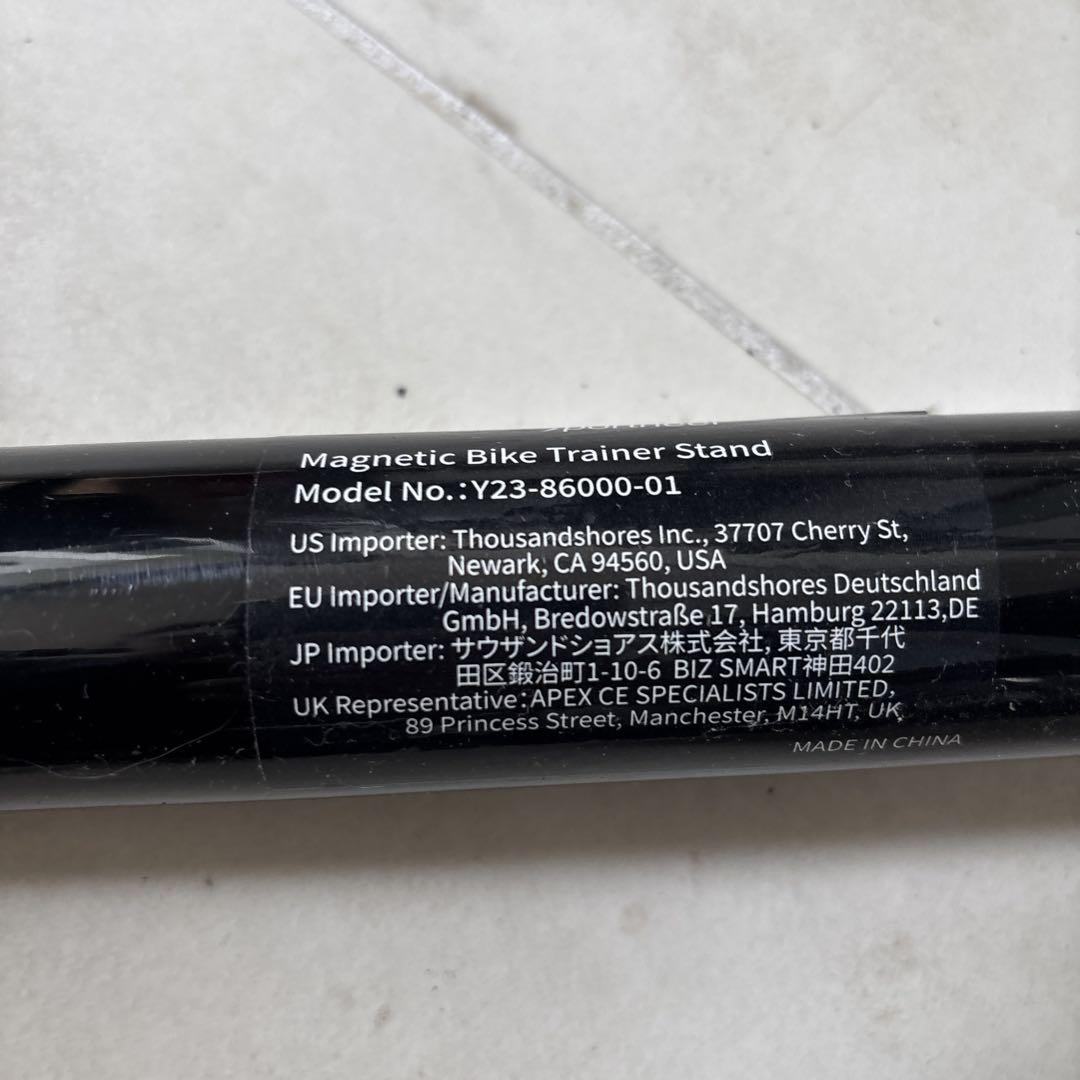 Magnetic Bike Trainer Stand
Model No.:Y23-86000-01
US Importer: Thousandshores Inc., 37707 Cherry St,
Newark, CA 94560, USA
EU Importer/Manufacturer: Thousandshores Deutschland
GmbH, Bredowstraße 17, Hamburg 22113,DE
JP Importer: サウザンドショアス株式会社, 東京都千代
田区鍛治町1-10-6 BIZ SMART神田402
UK Representative:APEX CE SPECIALISTS LIMITED,
89 Princess Street, Manchester, M14HT, UK
MADE IN CHINA